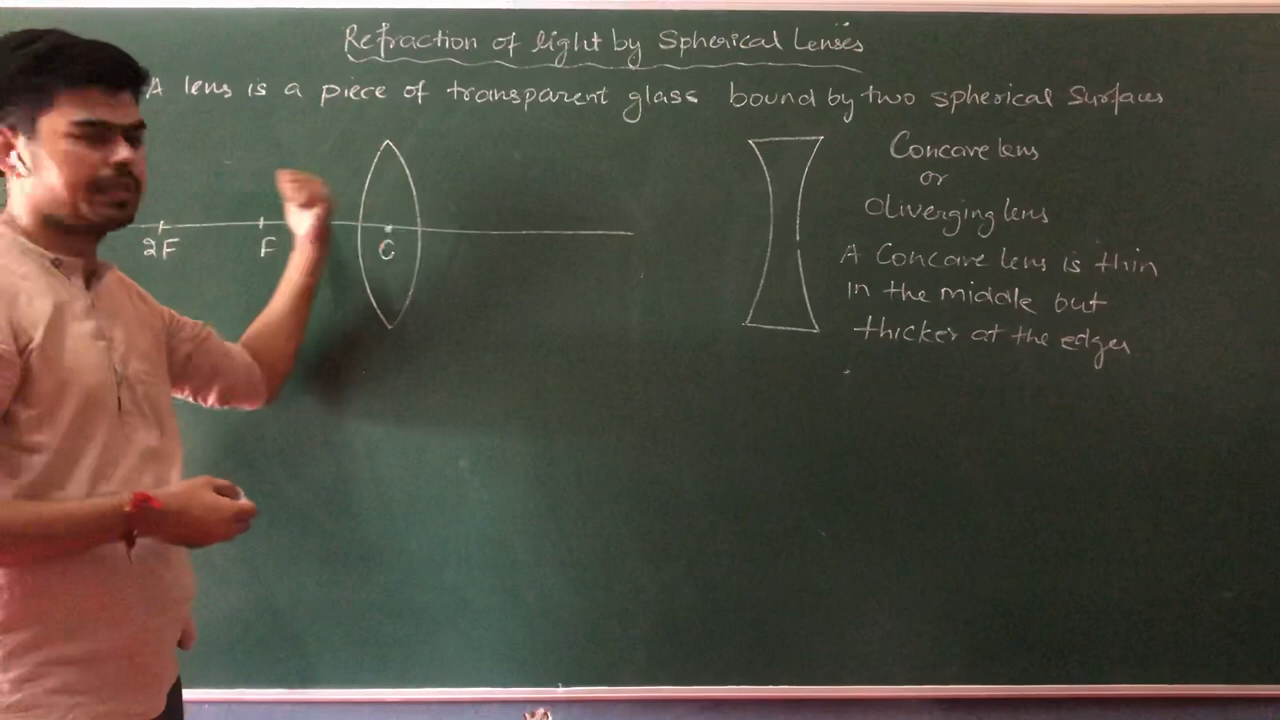 Refraction of light by Spherical Lenses
A lens is a piece of transparent glass bound by two spherical Surfaces
Concave lens
or
Diverging lens
A Concave lens is thin
in the middle but
thicker at the edges
2F F C